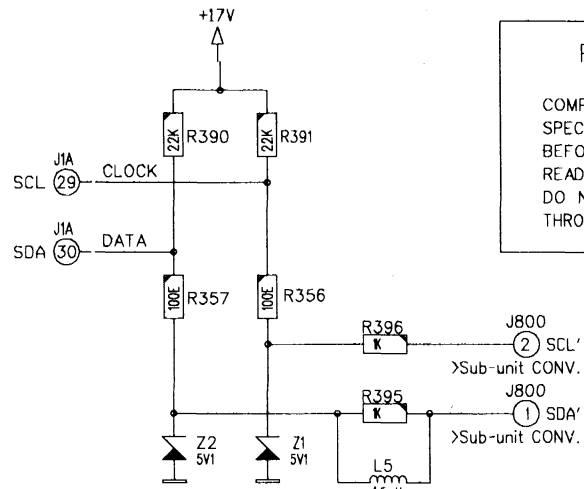 +17V
22K R390
22K R391
J1A
SCL 29 CLOCK
J1A
SDA 30 DATA
100E R357
100E R356
R396
1K
J800
2 SCL'
>Sub-unit CONV.
R395
1K
J800
1 SDA'
>Sub-unit CONV.
Z2
5V1
Z1
5V1
L5
COMP
SPEC
BEFO
READ
DO N
THRO